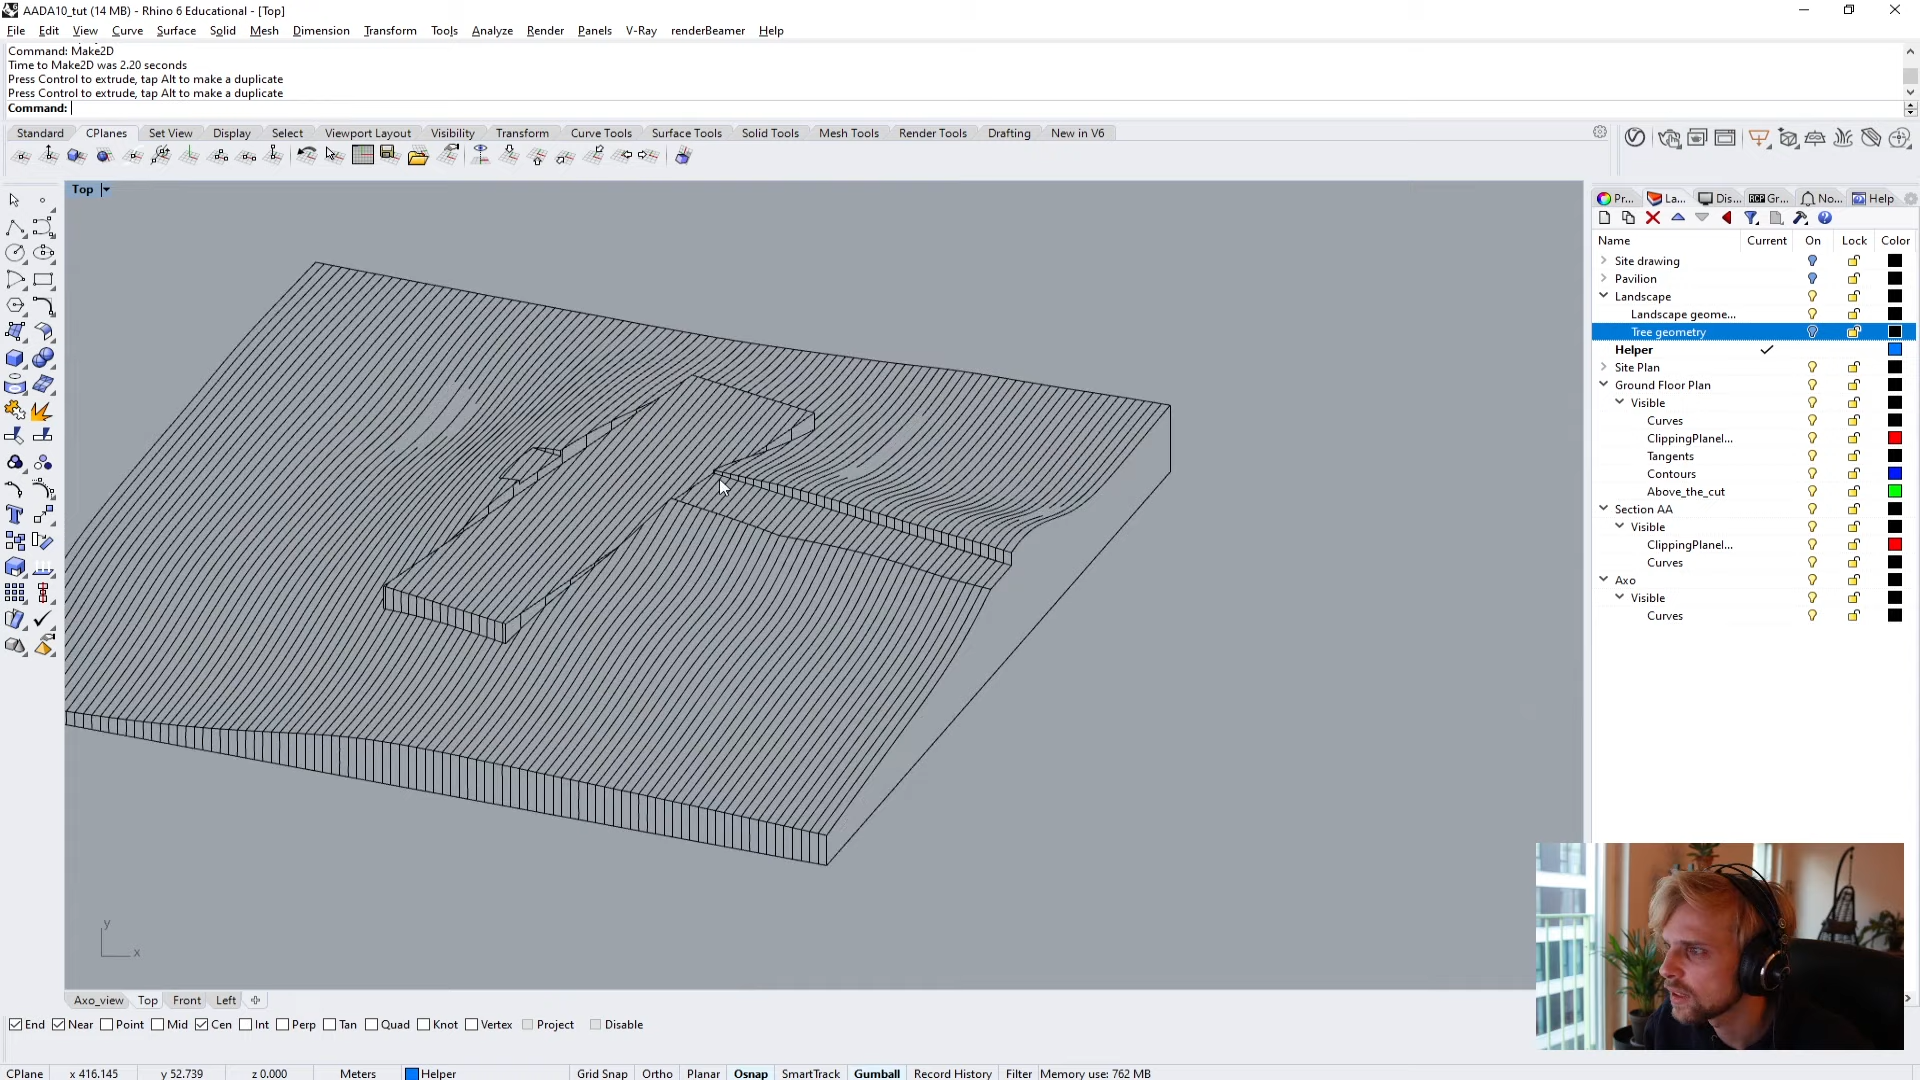 AADA10_tut (14 MB) - Rhino 6 Educational - [Top]
File Edit View Curve Surface Solid Mesh Dimension Transform Tools Analyze Render Panels V-Ray renderBeamer Help
Command: Make2D
Time to Make2D was 2.20 seconds
Press Control to extrude, tap Alt to make a duplicate
Press Control to extrude, tap Alt to make a duplicate
Command:
Standard CPlanes Set View Display Select Viewport Layout Visibility Transform Curve Tools Surface Tools Solid Tools Mesh Tools Render Tools Drafting New in V6
Top
Pr... La... Dis... Gr... No... Help
Name Current On Lock Color
Site drawing
Pavilion
Landscape
Landscape geome...
Tree geometry
Helper
Site Plan
Ground Floor Plan
Visible
Curves
ClippingPlaneI...
Tangents
Contours
Above_the_cut
Section AA
Visible
ClippingPlaneI...
Curves
Axo
Visible
Curves
y
x
Axo_view Top Front Left
End Near Point Mid Cen Int Perp Tan Quad Knot Vertex Project Disable
CPlane x 416.145 y 52.739 z 0.000 Meters Helper Grid Snap Ortho Planar Osnap SmartTrack Gumball Record History Filter Memory use: 762 MB